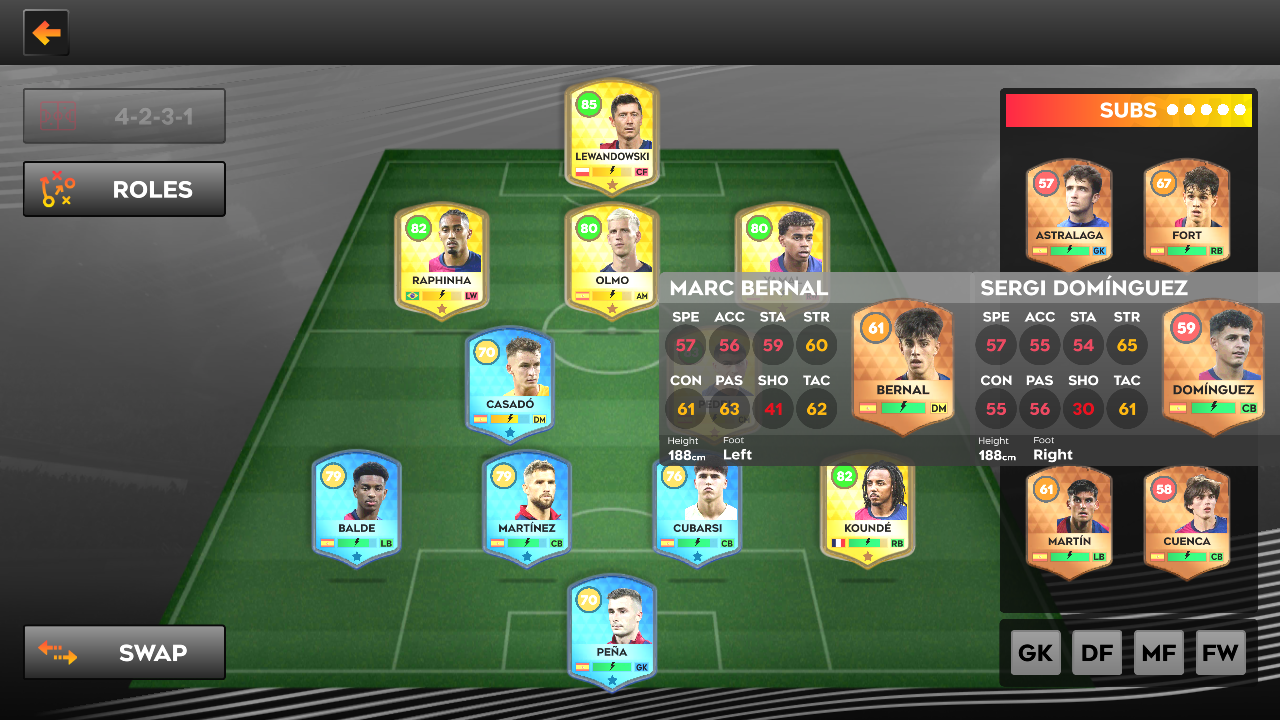 4-2-3-1
ROLES
SWAP
85
LEWANDOWSKI
CF
82
RAPHINHA
LW
80
OLMO
AM
80
70
CASADÓ
DM
79
BALDE
LB
79
MARTÍNEZ
CB
76
CUBARSI
CB
82
KOUNDÉ
RB
70
PEÑA
GK
SUBS
57
ASTRALAGA
GK
67
FORT
RB
MARC BERNAL
SPE ACC STA STR
57 56 59 60
CON PAS SHO TAC
61 63 41 62
Height Foot
188cm Left
61
BERNAL
DM
SERGI DOMÍNGUEZ
SPE ACC STA STR
57 55 54 65
CON PAS SHO TAC
55 56 30 61
Height Foot
188cm Right
59
DOMÍNGUEZ
CB
61
MARTÍN
LB
58
CUENCA
CB
GK DF MF FW